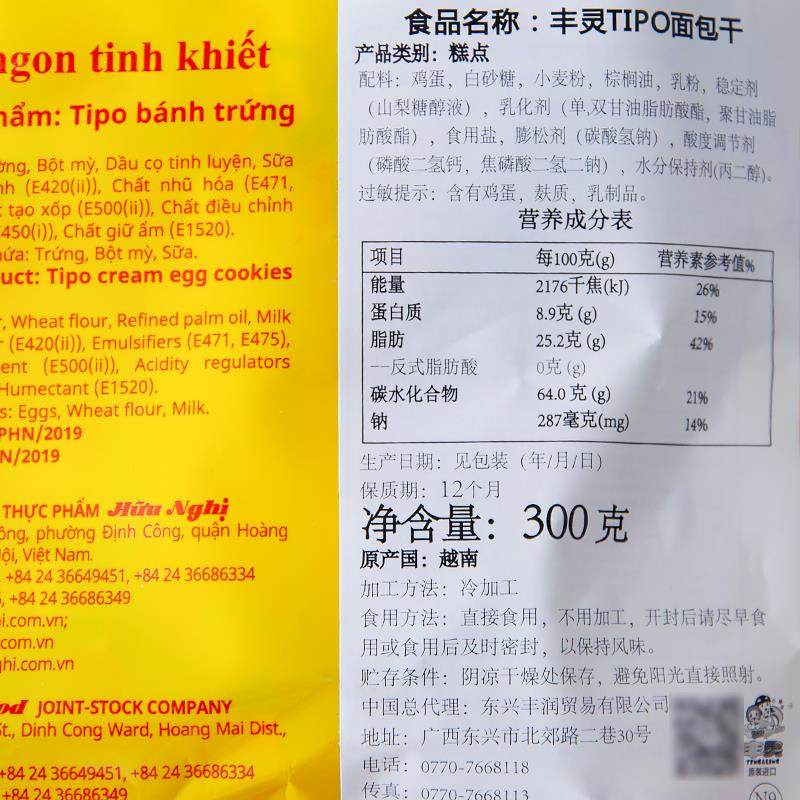 ngon tinh khiết
phẩm: Tipo bánh trứng
Bột mỳ, Dầu cọ tinh luyện, Sữa
(E420(ii)), Chất nhũ hóa (E471,
tạo xốp (E500(ii)), Chất điều chỉnh
450(i)), Chất giữ ẩm (E1520).
Trứng, Bột mỳ, Sữa.
uct: Tipo cream egg cookies
Wheat flour, Refined palm oil, Milk
(E420(ii)), Emulsifiers (E471, E475),
ent (E500(ii)), Acidity regulators
Humectant (E1520).
s: Eggs, Wheat flour, Milk.
PHN/2019
N/2019
THỰC PHẨM Hữu Nghị
ông, phường Định Công, quận Hoàng
Nội, Việt Nam.
+84 24 36649451, +84 24 36686334
+84 24 36686349
i.com.vn;
com.vn
ghi.com.vn
od JOINT-STOCK COMPANY
St., Dinh Cong Ward, Hoang Mai Dist.,
+84 24 36649451, +84 24 36686334
+84 24 36686349
食品名称：丰灵TIPO面包干
产品类别：糕点
配料：鸡蛋，白砂糖，小麦粉，棕榈油，乳粉，稳定剂
（山梨糖醇液），乳化剂（单,双甘油脂肪酸酯，聚甘油脂
肪酸酯），食用盐，膨松剂（碳酸氢钠），酸度调节剂
（磷酸二氢钙，焦磷酸二氢二钠），水分保持剂(丙二醇)。
过敏提示：含有鸡蛋，麸质，乳制品。
营养成分表
项目 每100克(g) 营养素参考值%
能量 2176千焦(kJ) 26%
蛋白质 8.9克 (g) 15%
脂肪 25.2克 (g) 42%
--反式脂肪酸 0克 (g)
碳水化合物 64.0 克 (g) 21%
钠 287毫克(mg) 14%
生产日期：见包装（年/月/日）
保质期：12个月
净含量：300克
原产国：越南
加工方法：冷加工
食用方法：直接食用，不用加工，开封后请尽早食
用或食用后及时密封，以保持风味。
贮存条件：阴凉干燥处保存，避免阳光直接照射。
中国总代理：东兴丰润贸易有限公司
地址：广西东兴市北郊路二巷30号
电话：0770-7668118
传真：0770-7668113
丰灵
原装进口
N9